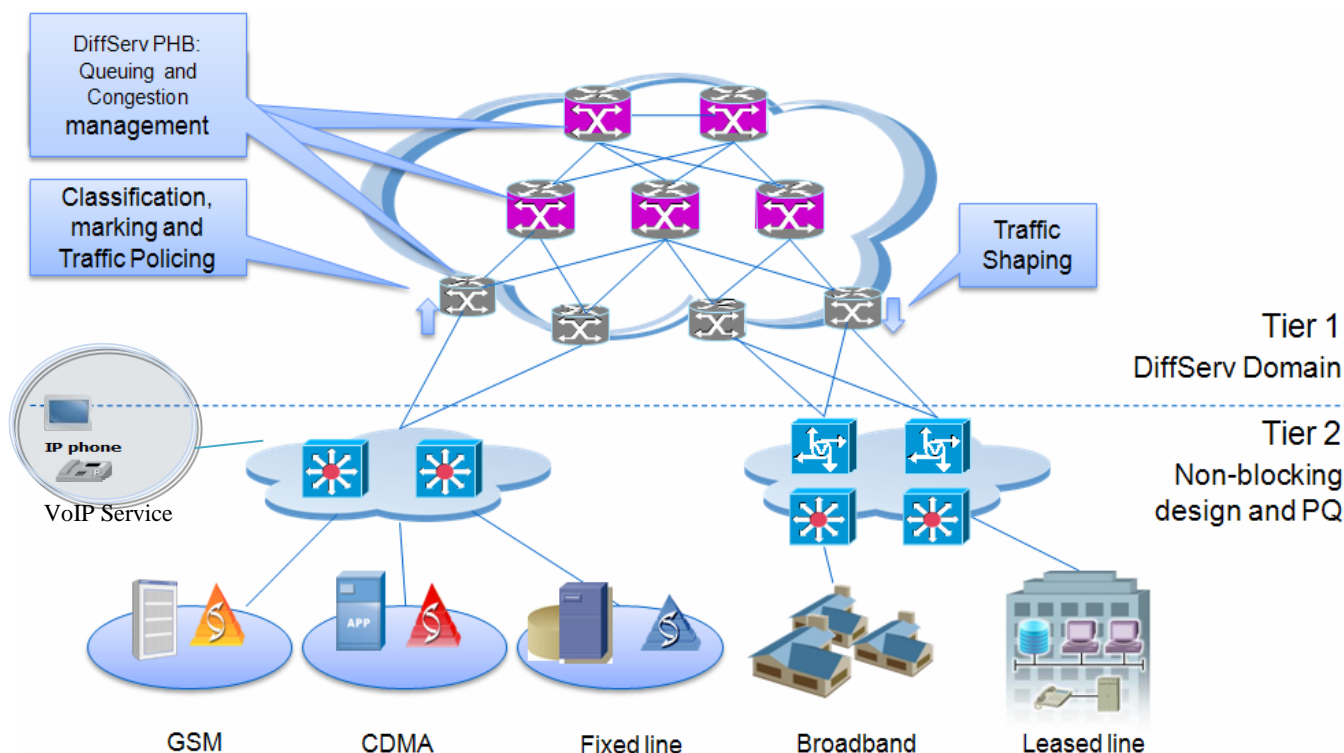 DiffServ PHB:
Queuing and
Congestion
management
Classification,
marking and
Traffic Policing
Traffic
Shaping
Tier 1
DiffServ Domain
IP phone
IP
VoIP Service
Tier 2
Non-blocking
design and PQ
APP
GSM
CDMA
Fixed line
Broadband
Leased line